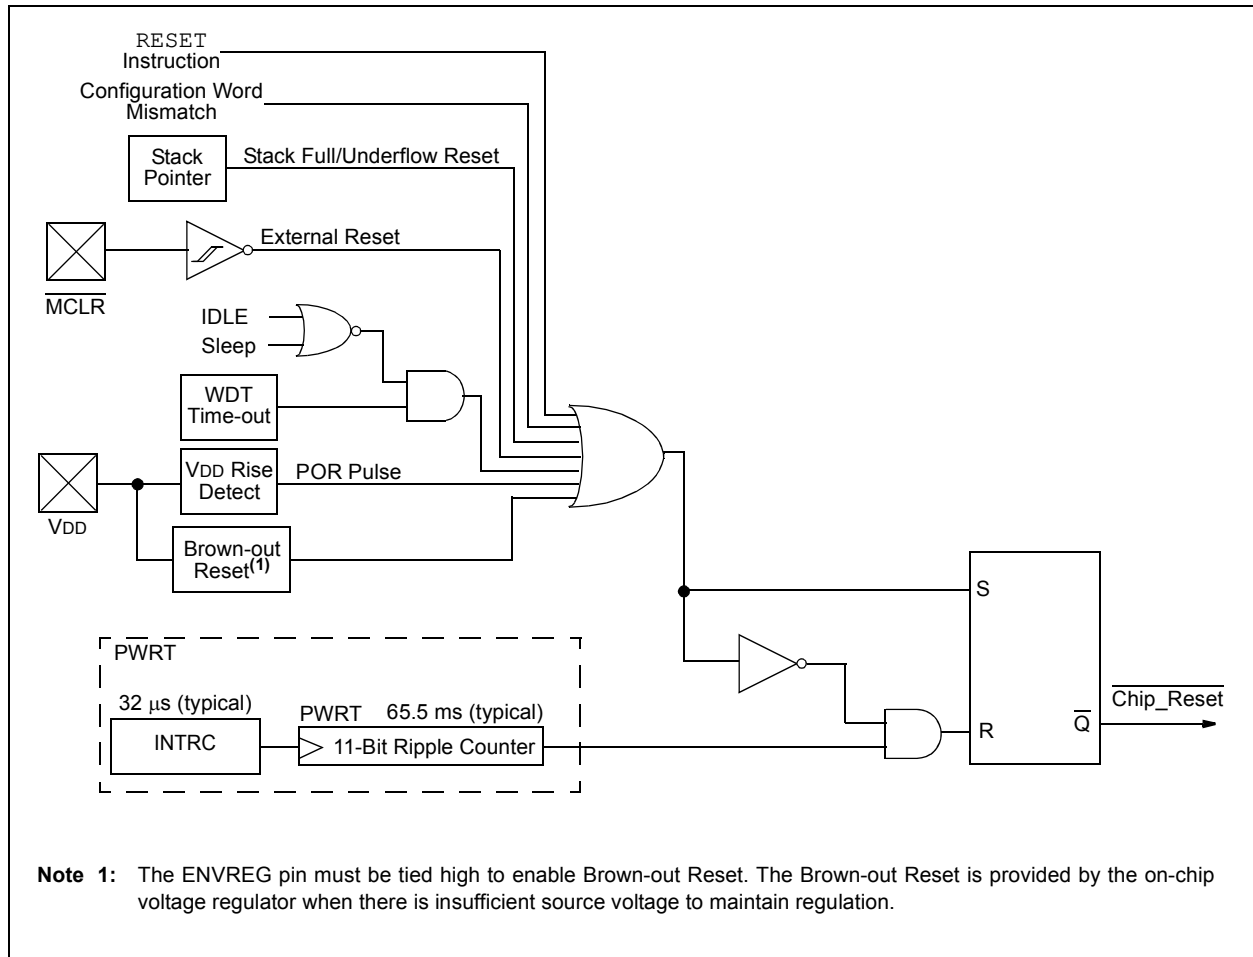 RESET
Instruction
Configuration Word
Mismatch
Stack
Pointer
Stack Full/Underflow Reset
External Reset
MCLR
IDLE
Sleep
WDT
Time-out
VDD Rise
Detect
POR Pulse
VDD
Brown-out
Reset(1)
S
PWRT
32 μs (typical)
INTRC
PWRT
65.5 ms (typical)
11-Bit Ripple Counter
R
Q
Chip_Reset
Note 1: The ENVREG pin must be tied high to enable Brown-out Reset. The Brown-out Reset is provided by the on-chip
voltage regulator when there is insufficient source voltage to maintain regulation.